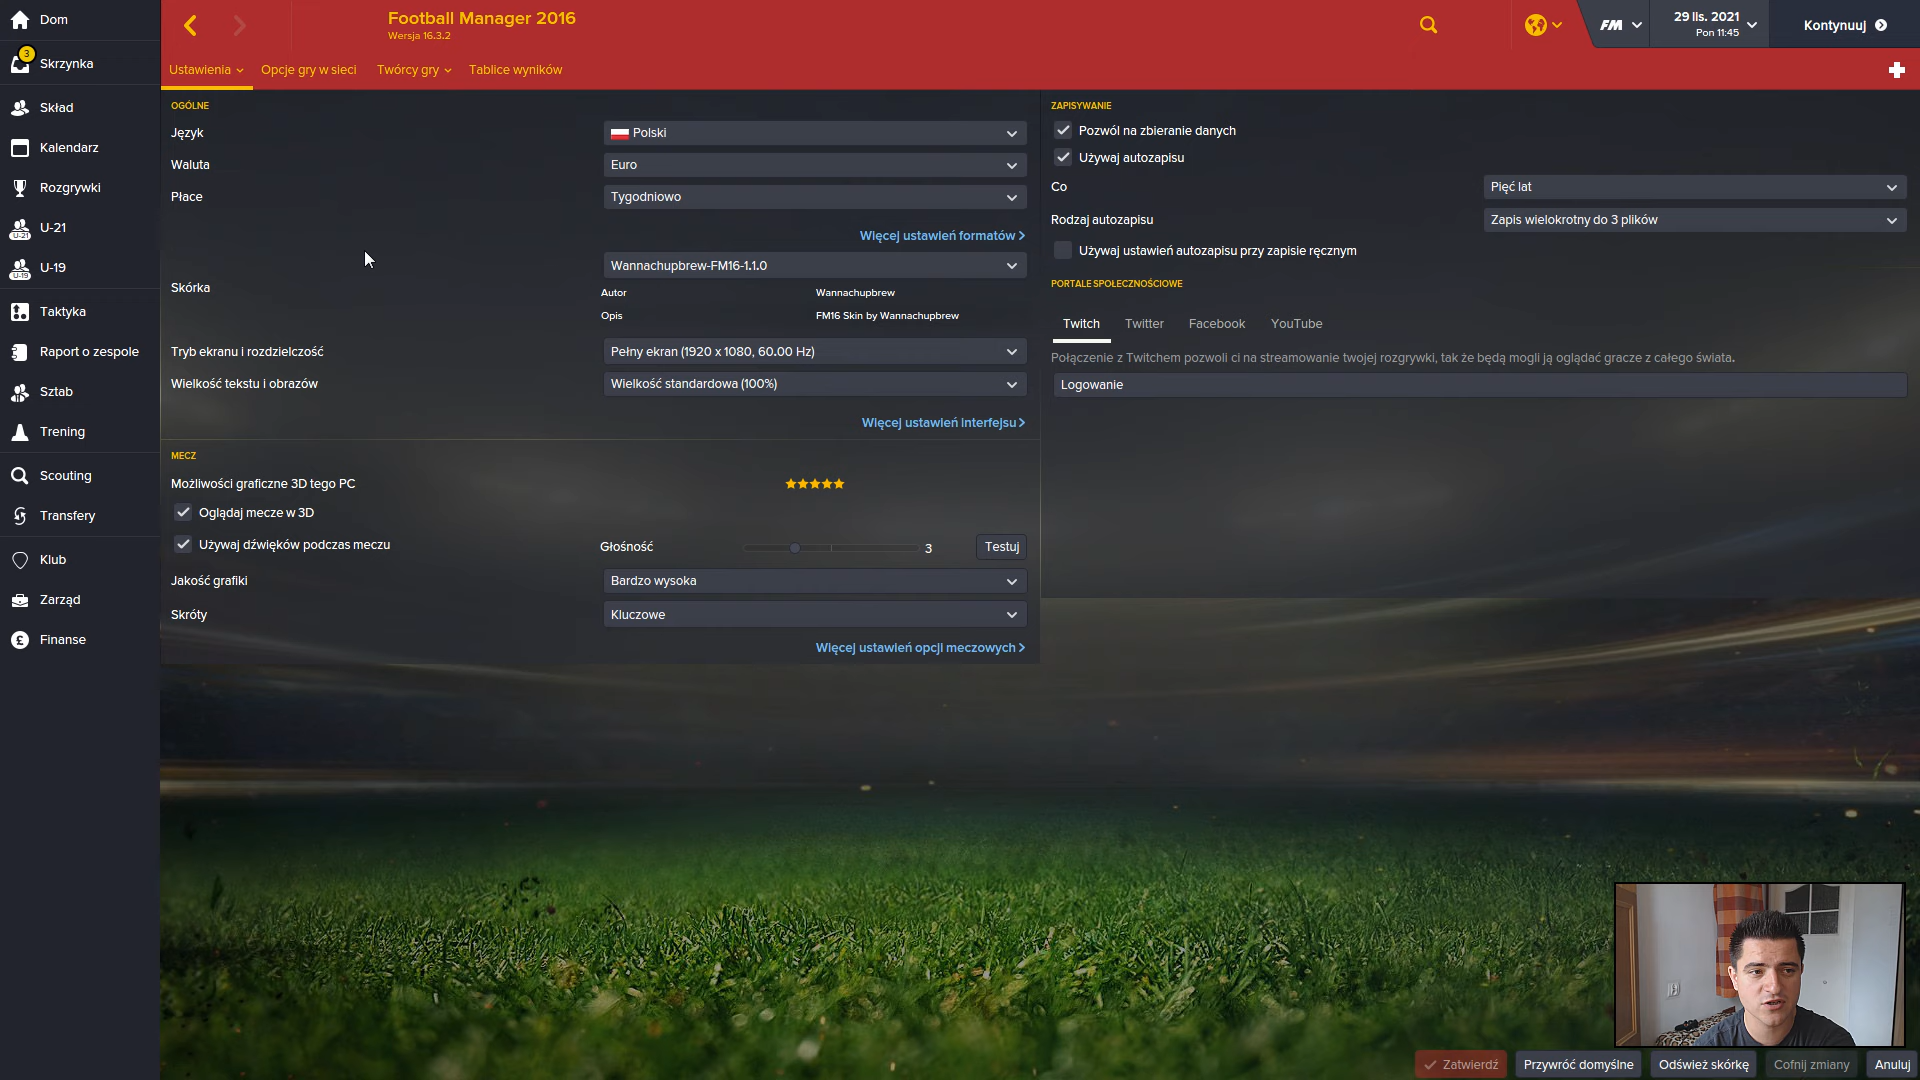 Dom
3
Skrzynka
Skład
Kalendarz
Rozgrywki
U-21
U-21
U-19
U-19
Taktyka
Raport o zespole
Sztab
Trening
Scouting
Transfery
Klub
Zarząd
£
Finanse
Football Manager 2016
Wersja 16.3.2
FM
29 lis. 2021
Pon 11:45
Kontynuuj
Ustawienia
Opcje gry w sieci
Twórcy gry
Tablice wyników
OGÓLNE
Język
Polski
Waluta
Euro
Płace
Tygodniowo
Więcej ustawień formatów >
Skórka
Wannachupbrew-FM16-1.1.0
Autor
Wannachupbrew
Opis
FM16 Skin by Wannachupbrew
Tryb ekranu i rozdzielczość
Pełny ekran (1920 x 1080, 60.00 Hz)
Wielkość tekstu i obrazów
Wielkość standardowa (100%)
Więcej ustawień interfejsu >
MECZ
Możliwości graficzne 3D tego PC
Oglądaj mecze w 3D
Używaj dźwięków podczas meczu
Głośność
3
Testuj
Jakość grafiki
Bardzo wysoka
Skróty
Kluczowe
Więcej ustawień opcji meczowych >
ZAPISYWANIE
Pozwól na zbieranie danych
Używaj autozapisu
Co
Pięć lat
Rodzaj autozapisu
Zapis wielokrotny do 3 plików
Używaj ustawień autozapisu przy zapisie ręcznym
PORTALE SPOŁECZNOŚCIOWE
Twitch
Twitter
Facebook
YouTube
Połączenie z Twitchem pozwoli ci na streamowanie twojej rozgrywki, tak że będą mogli ją oglądać gracze z całego świata.
Logowanie
Zatwierdź
Przywróć domyślne
Odśwież skórkę
Cofnij zmiany
Anuluj